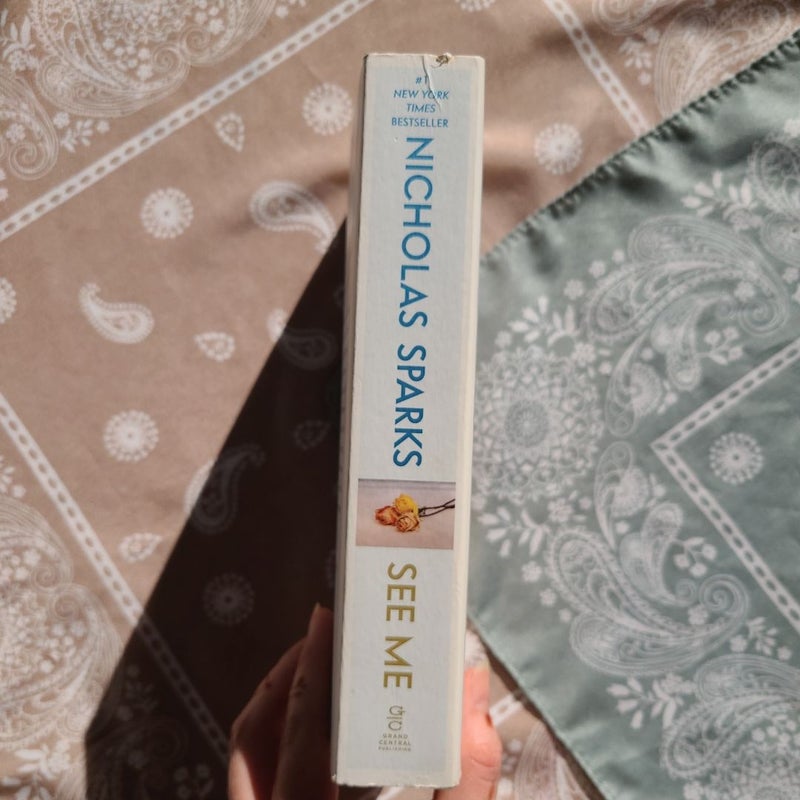 #1
NEW YORK
TIMES
BESTSELLER
NICHOLAS SPARKS
SEE ME
GRAND
CENTRAL
PUBLISHING